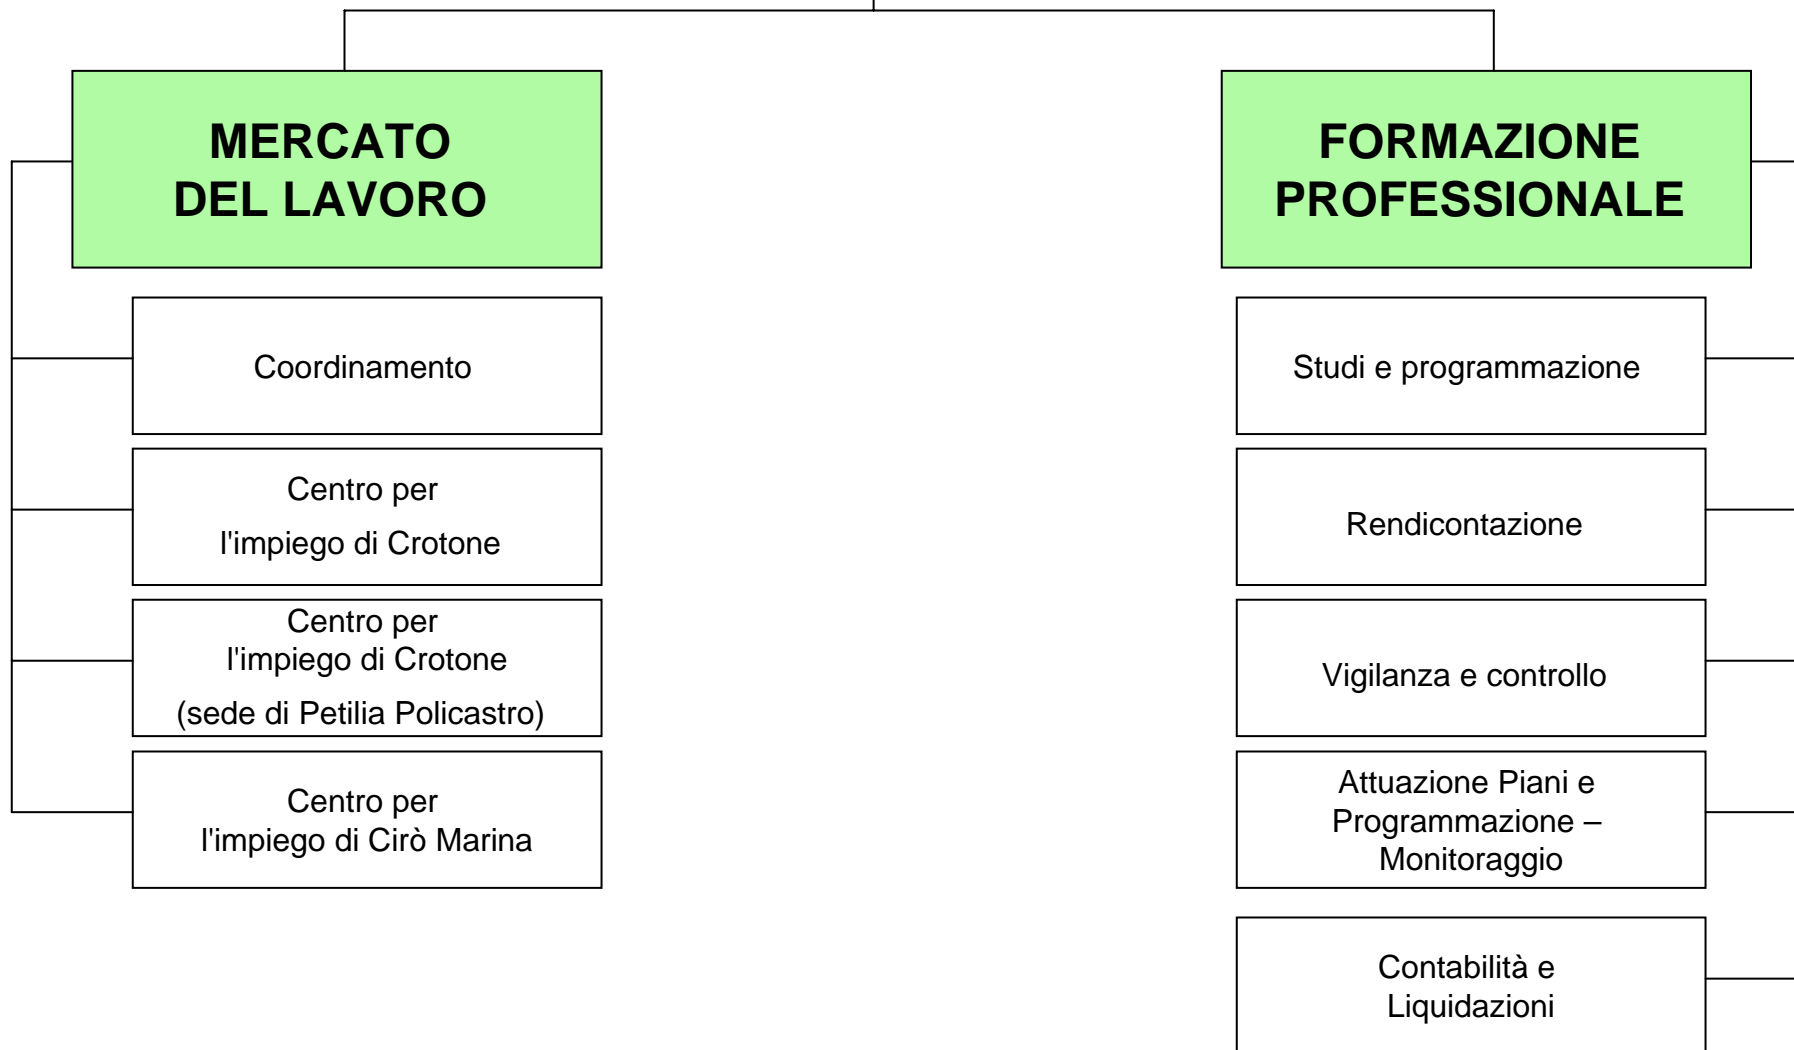 MERCATO
DEL LAVORO
Coordinamento
Centro per
l'impiego di Crotone
Centro per
l'impiego di Crotone
(sede di Petilia Policastro)
Centro per
l'impiego di Cirò Marina
FORMAZIONE
PROFESSIONALE
Studi e programmazione
Rendicontazione
Vigilanza e controllo
Attuazione Piani e
Programmazione –
Monitoraggio
Contabilità e
Liquidazioni